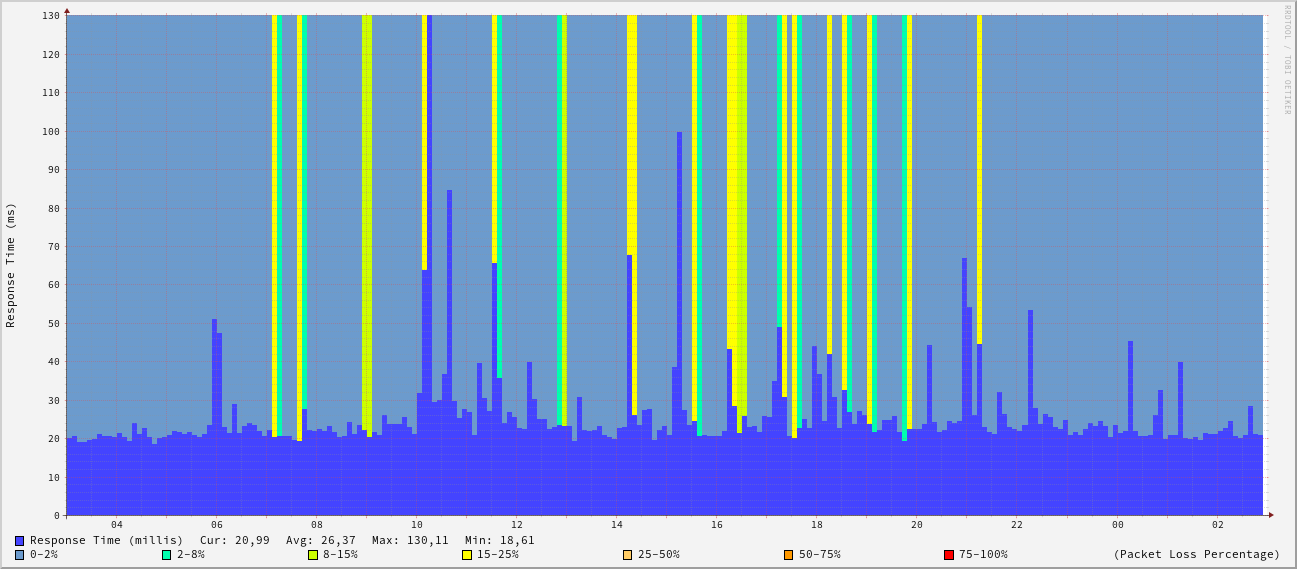 RRDTOOL / TOBI OETIKER
Response Time (ms)
130
120
110
100
90
80
70
60
50
40
30
20
10
0
04 06 08 10 12 14 16 18 20 22 00 02
Response Time (millis) Cur: 20,99 Avg: 26,37 Max: 130,11 Min: 18,61
0-2% 2-8% 8-15% 15-25% 25-50% 50-75% 75-100% (Packet Loss Percentage)